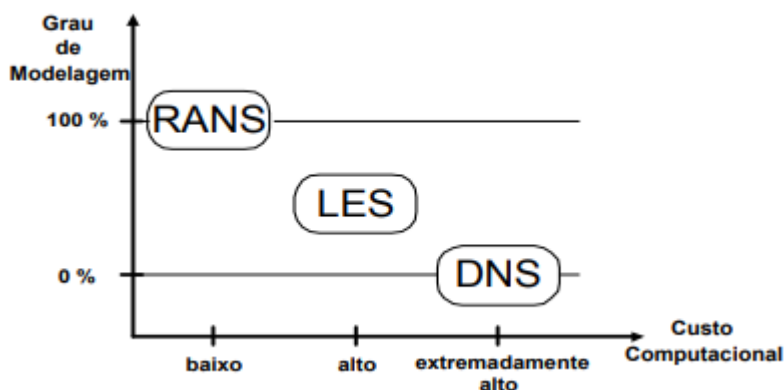 Grau
de
Modelagem
100 %
RANS
LES
0 %
DNS
baixo
alto
extremadamente
alto
Custo
Computacional